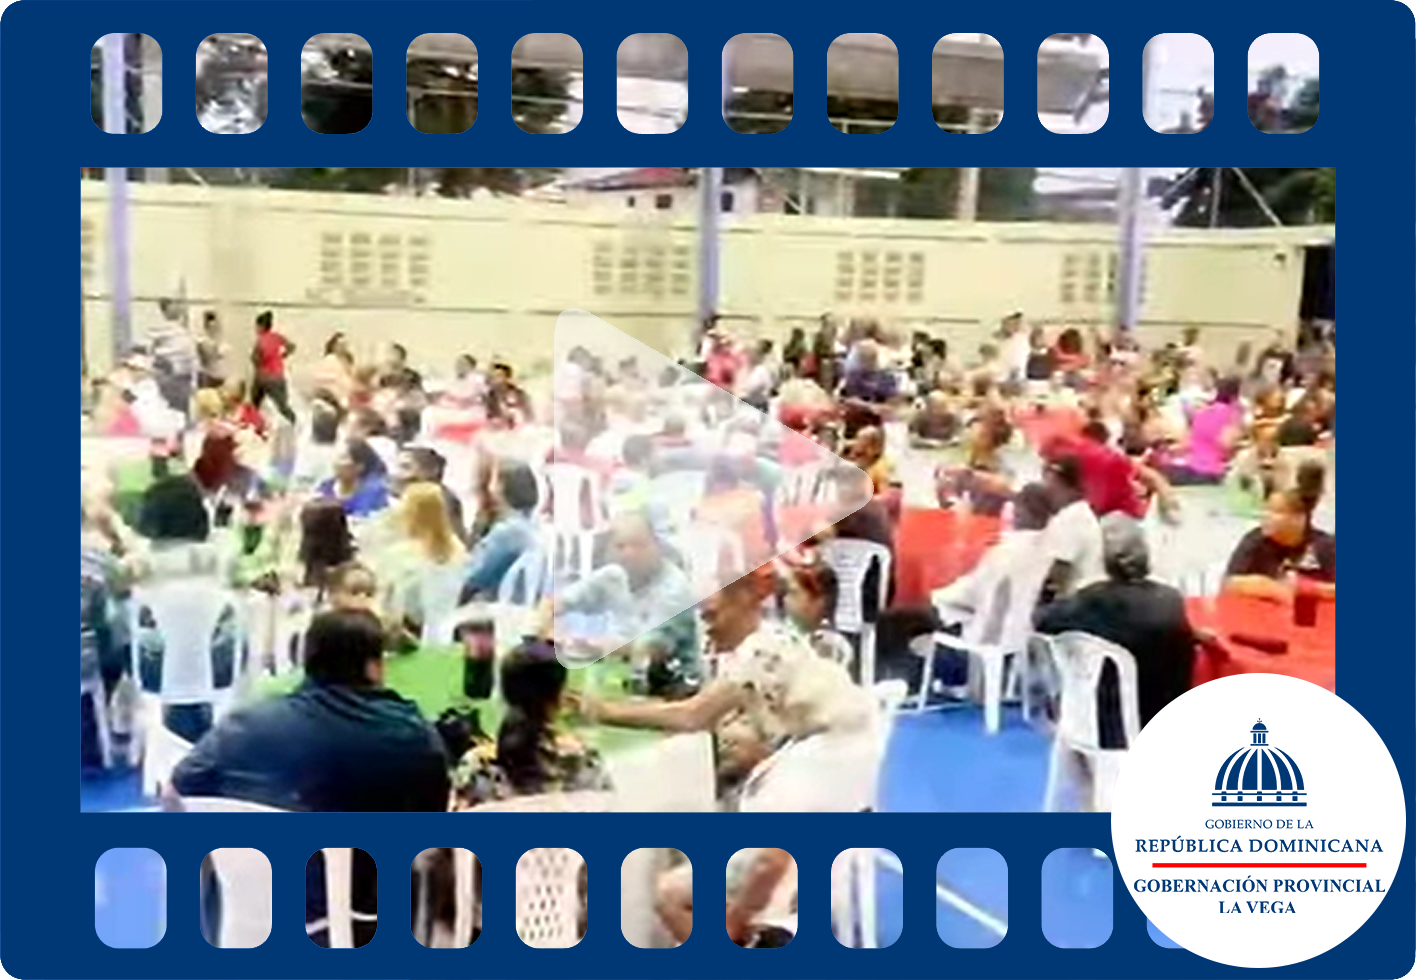 GOBIERNO DE LA
REPÚBLICA DOMINICANA
GOBERNACIÓN PROVINCIAL
LA VEGA